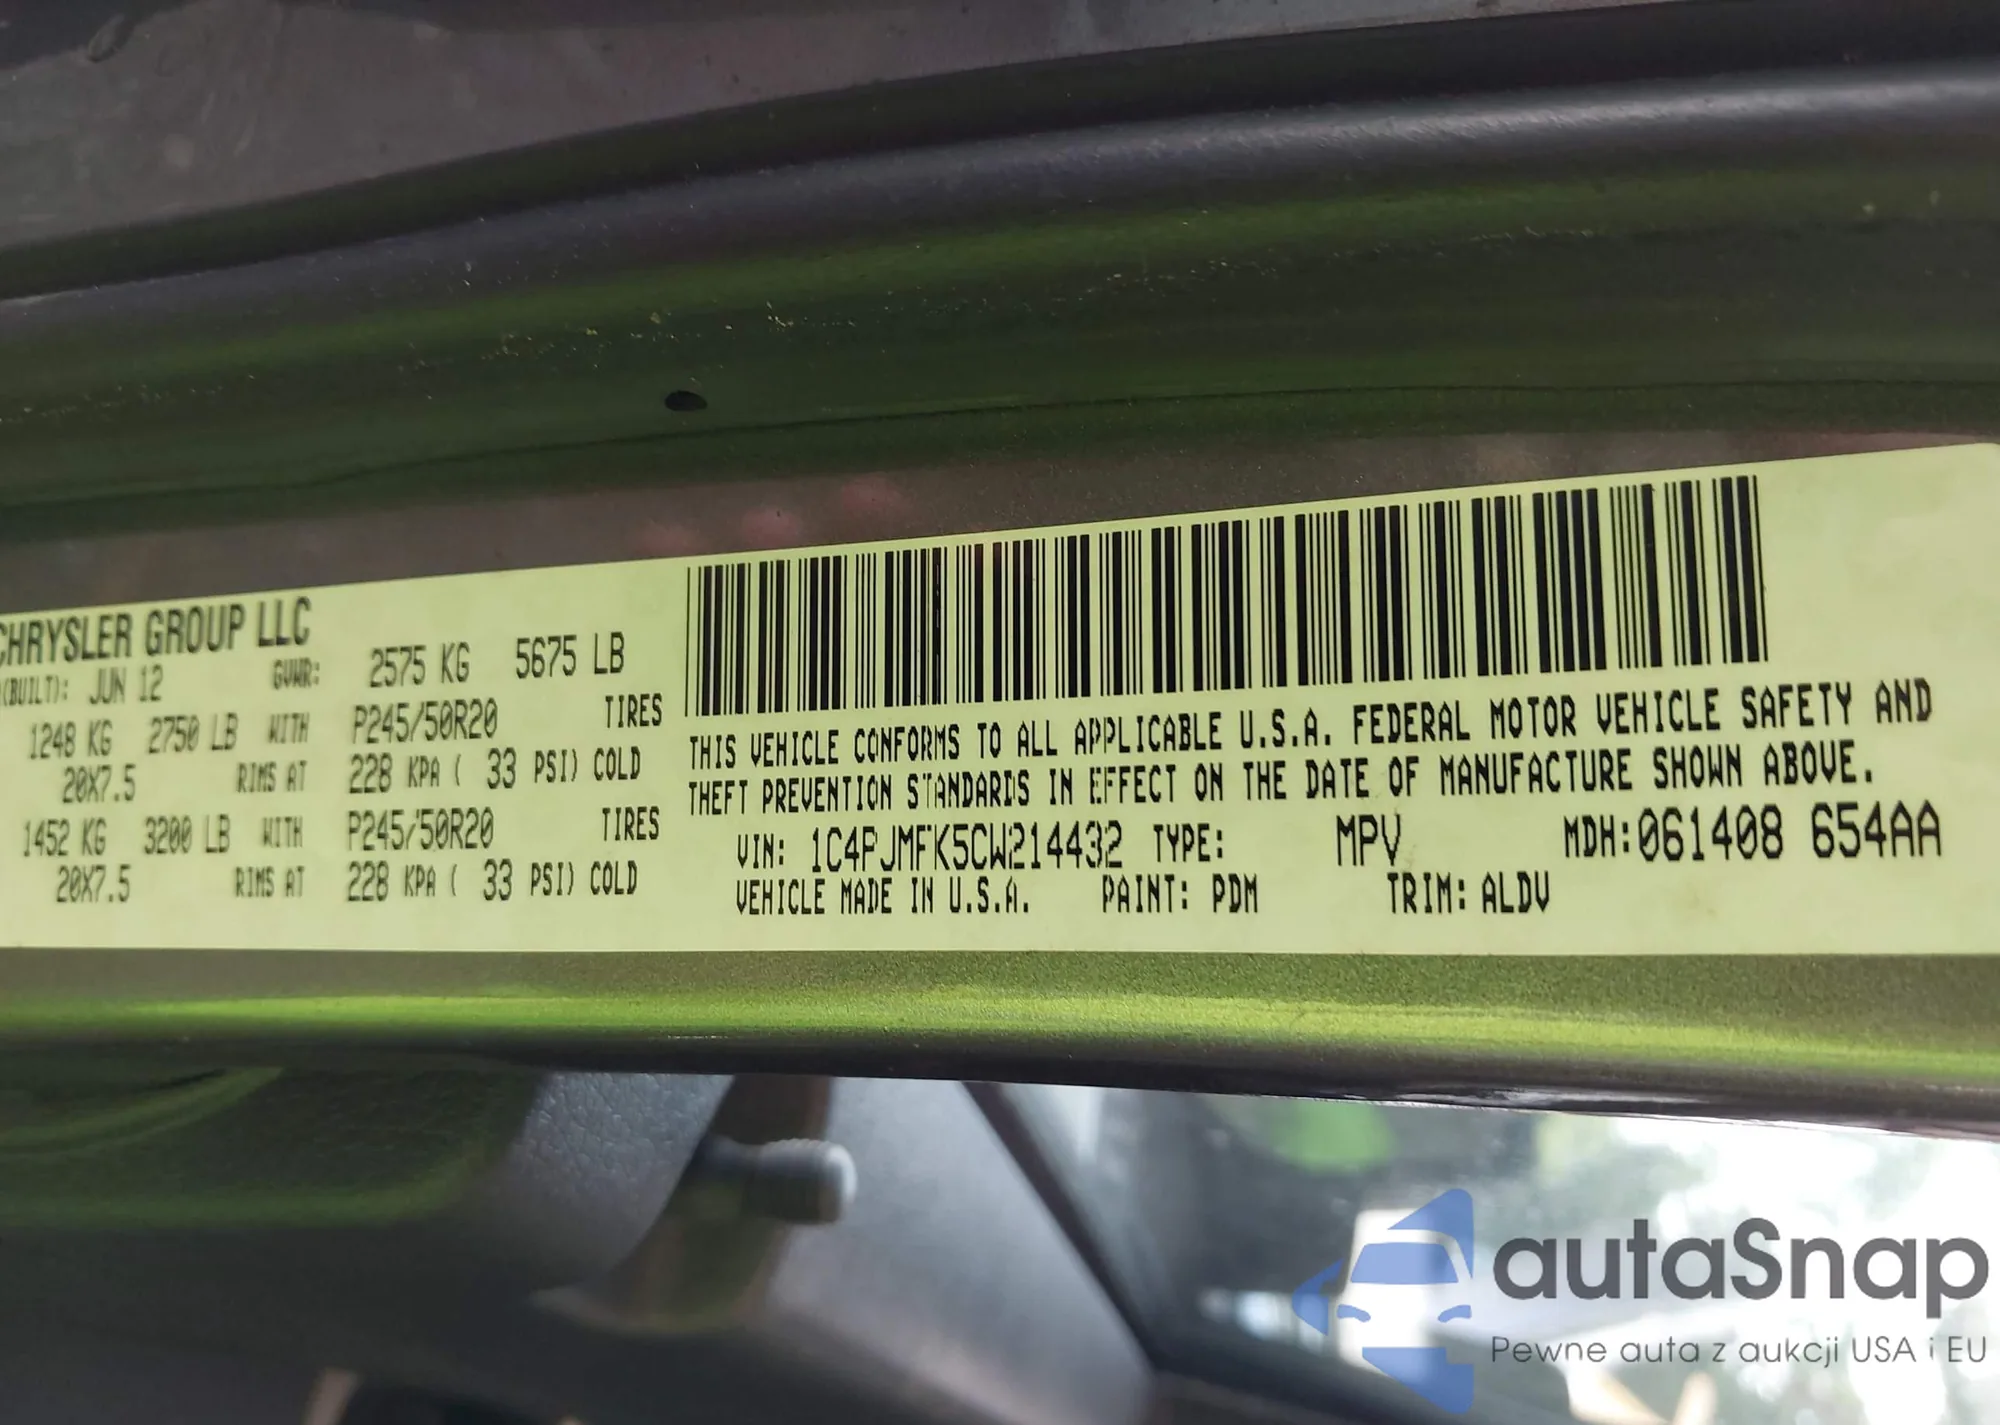 CHRYSLER GROUP LLC
(BUILT): JUN 12 GVWR: 2575 KG 5675 LB
1248 KG 2750 LB WITH P245/50R20 TIRES
20X7.5 RIMS AT 228 KPA ( 33 PSI) COLD
1452 KG 3200 LB WITH P245/50R20 TIRES
20X7.5 RIMS AT 228 KPA ( 33 PSI) COLD
THIS VEHICLE CONFORMS TO ALL APPLICABLE U.S.A. FEDERAL MOTOR VEHICLE SAFETY AND
THEFT PREVENTION STANDARDS IN EFFECT ON THE DATE OF MANUFACTURE SHOWN ABOVE.
VIN: 1C4PJMFK5CW214432 TYPE: MPV MDH:061408 654AA
VEHICLE MADE IN U.S.A. PAINT: PDM TRIM: ALDV
autaSnap
Pewne auta z aukcji USA i EU